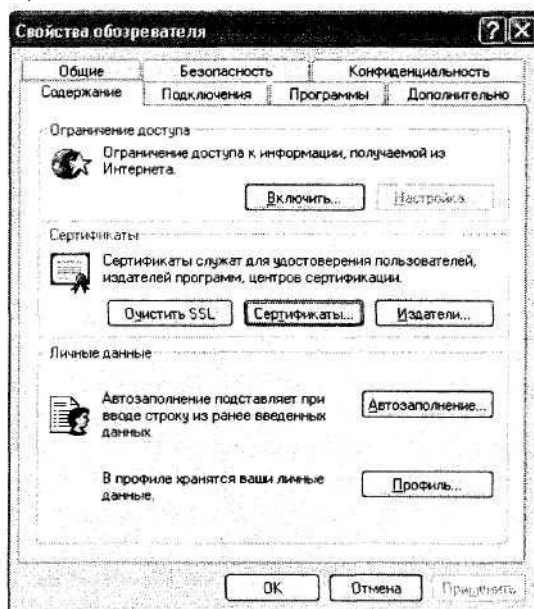 Свойства обозревателя
Общие Безопасность Конфиденциальность
Содержание Подключения Программы Дополнительно
Ограничение доступа
Ограничение доступа к информации, получаемой из
Интернета.
Включить... Настройка
Сертификаты
Сертификаты служат для удостоверения пользователей,
издателей программ, центров сертификации.
Очистить SSL Сертификаты... Издатели...
Личные данные
Автозаполнение подставляет при
вводе строку из ранее введенных
данных
Автозаполнение...
В профиле хранятся ваши личные
данные.
Профиль...
OK Отмена Применить